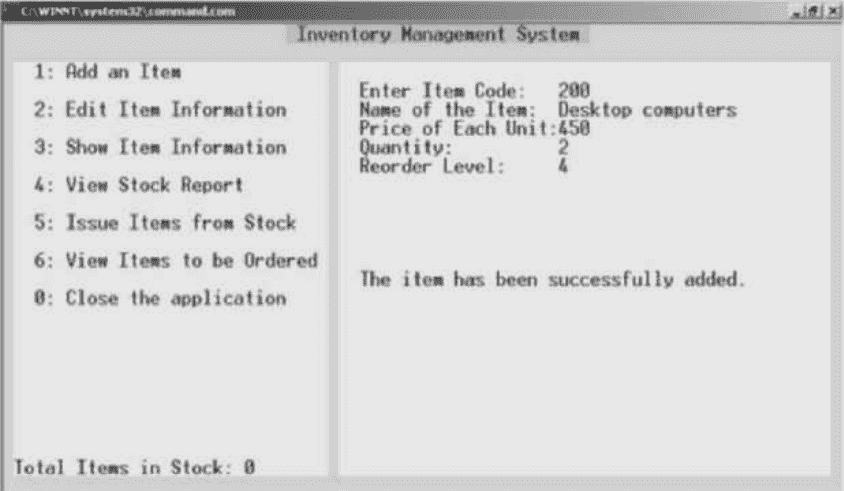 C:\WINNT\system32\command.com
Inventory Management System
1: Add an Item
2: Edit Item Information
3: Show Item Information
4: View Stock Report
5: Issue Items from Stock
6: View Items to be Ordered
0: Close the application
Total Items in Stock: 0
Enter Item Code: 200
Name of the Item: Desktop computers
Price of Each Unit:450
Quantity: 2
Reorder Level: 4
The item has been successfully added.